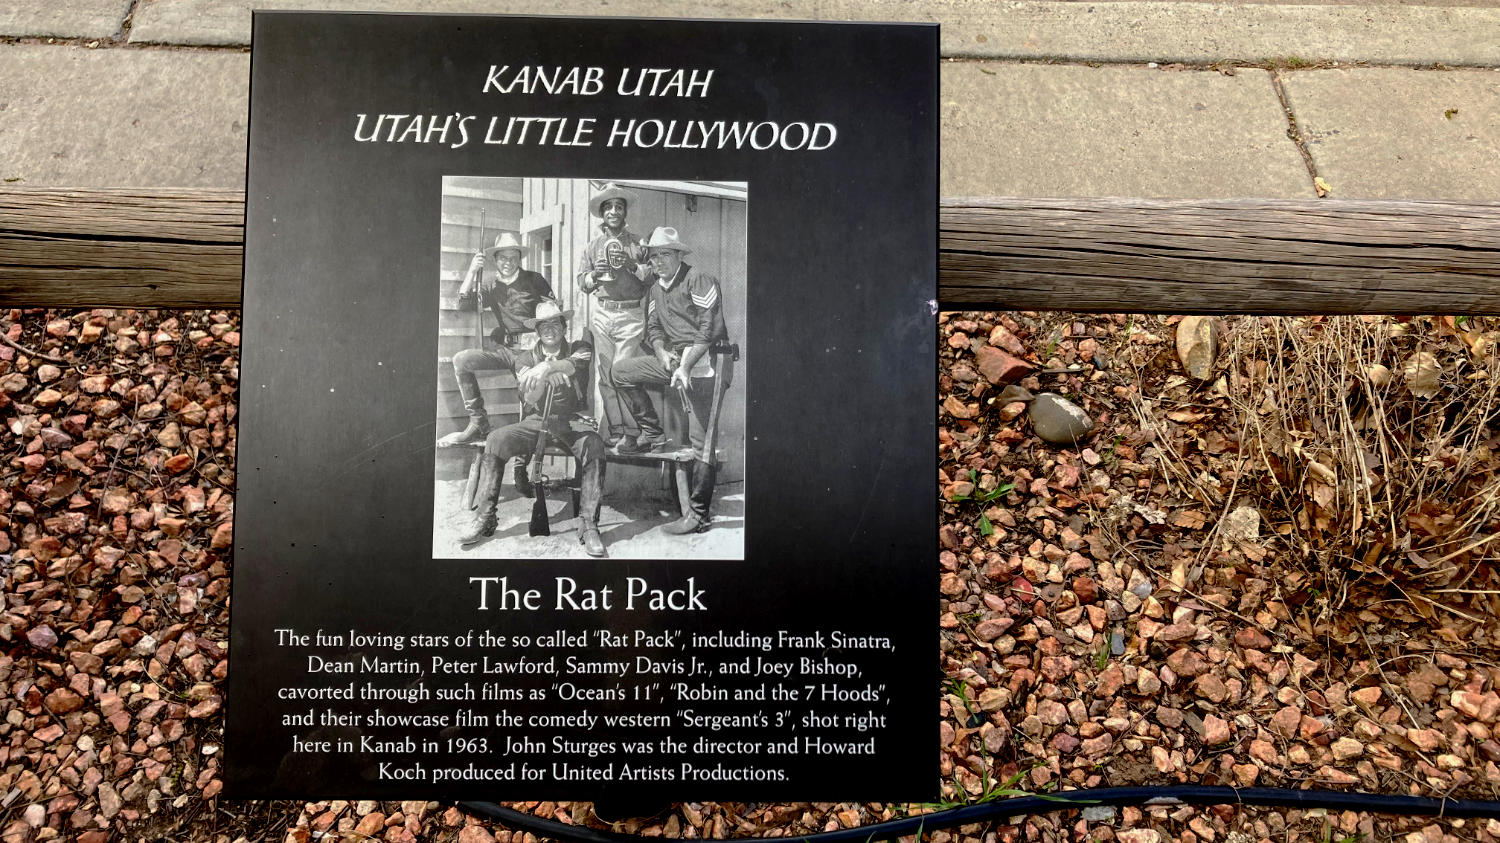 KANAB UTAH
UTAH'S LITTLE HOLLYWOOD
The Rat Pack
The fun loving stars of the so called "Rat Pack", including Frank Sinatra,
Dean Martin, Peter Lawford, Sammy Davis Jr., and Joey Bishop,
cavorted through such films as "Ocean's 11", "Robin and the 7 Hoods",
and their showcase film the comedy western "Sergeant's 3", shot right
here in Kanab in 1963. John Sturges was the director and Howard
Koch produced for United Artists Productions.